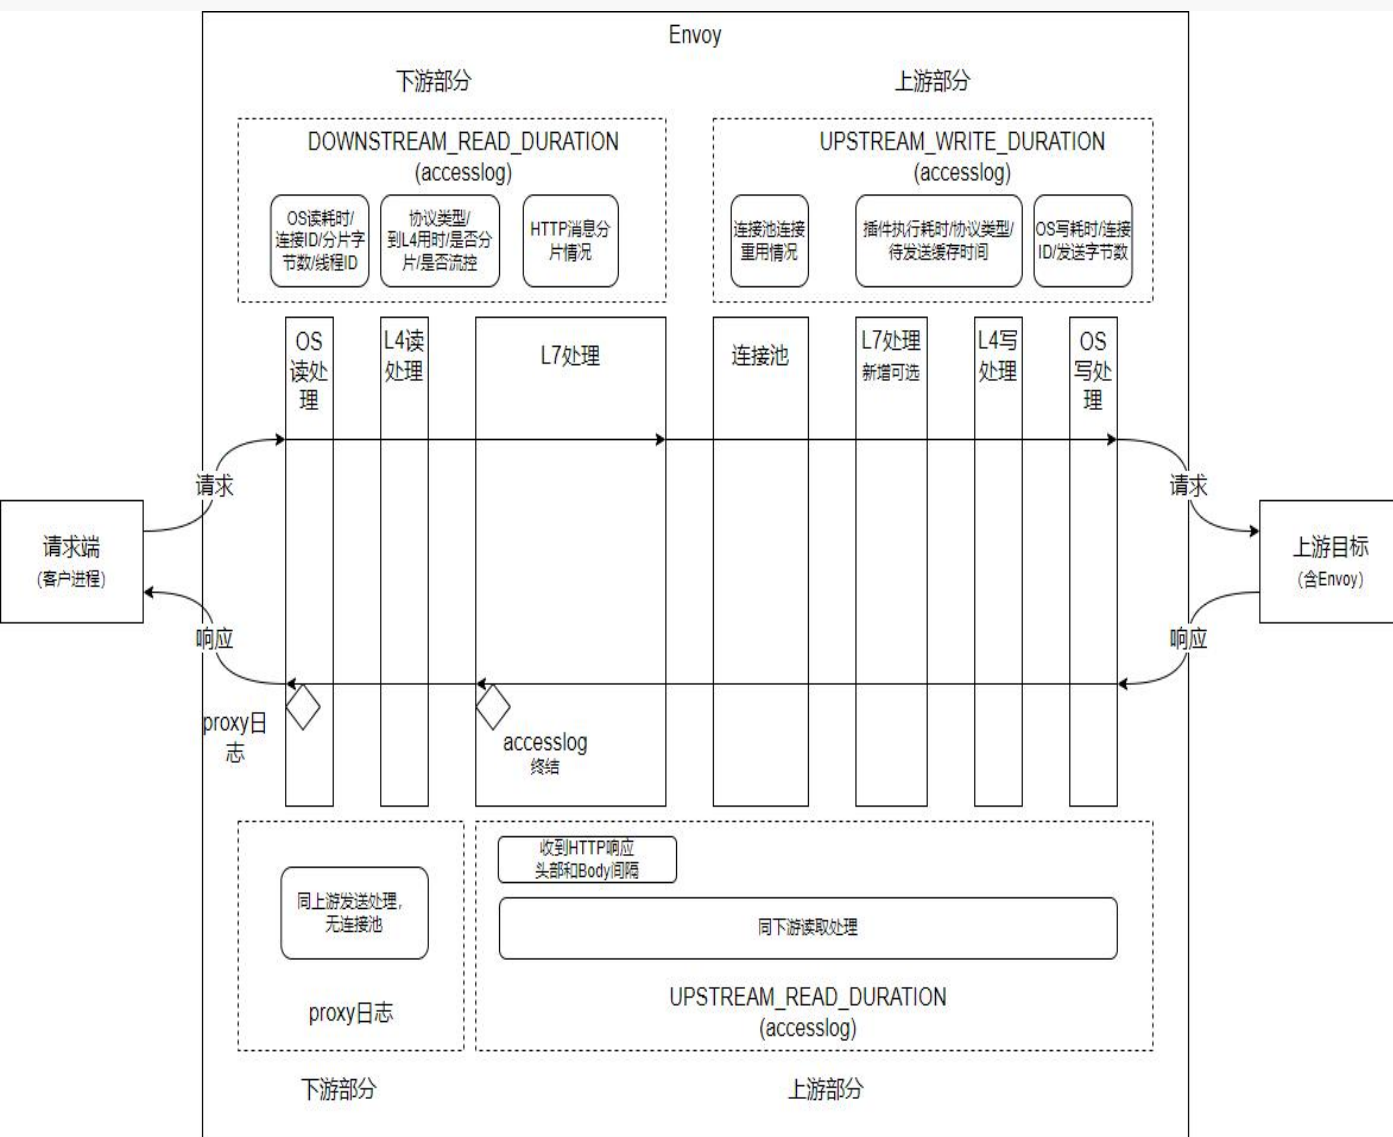 Envoy
下游部分
上游部分
DOWNSTREAM_READ_DURATION
(accesslog)
UPSTREAM_WRITE_DURATION
(accesslog)
OS读耗时/
连接ID/分片字
节数/线程ID
协议类型/
到L4用时/是否分
片/是否流控
HTTP消息分
片情况
连接池连接
重用情况
插件执行耗时/协议类型/
待发送缓存时间
OS写耗时/连接
ID/发送字节数
OS
读处
理
L4读
处理
L7处理
连接池
L7处理
新增可选
L4写
处理
OS
写处
理
请求
请求
请求端
(客户进程)
上游目标
(含Envoy)
响应
响应
proxy日
志
accesslog
终结
收到HTTP响应
头部和Body间隔
同上游发送处理,
无连接池
同下游读取处理
proxy日志
UPSTREAM_READ_DURATION
(accesslog)
下游部分
上游部分